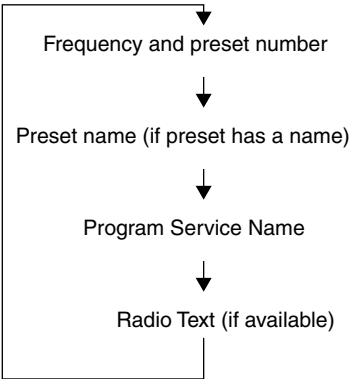 Frequency and preset number
Preset name (if preset has a name)
Program Service Name
Radio Text (if available)